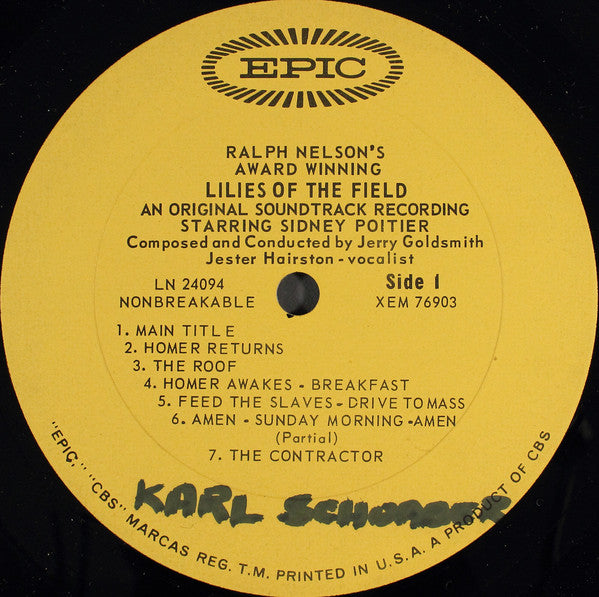 EPIC
RALPH NELSON'S
AWARD WINNING
LILIES OF THE FIELD
AN ORIGINAL SOUNDTRACK RECORDING
STARRING SIDNEY POITIER
Composed and Conducted by Jerry Goldsmith
Jester Hairston - vocalist
LN 24094 Side 1
NONBREAKABLE XEM 76903
1. MAIN TITLE
2. HOMER RETURNS
3. THE ROOF
4. HOMER AWAKES - BREAKFAST
5. FEED THE SLAVES - DRIVE TO MASS
6. AMEN - SUNDAY MORNING - AMEN
(Partial)
7. THE CONTRACTOR
KARL
"EPIC," "CBS" MARCAS REG. T.M. PRINTED IN U.S.A. A PRODUCT OF CBS